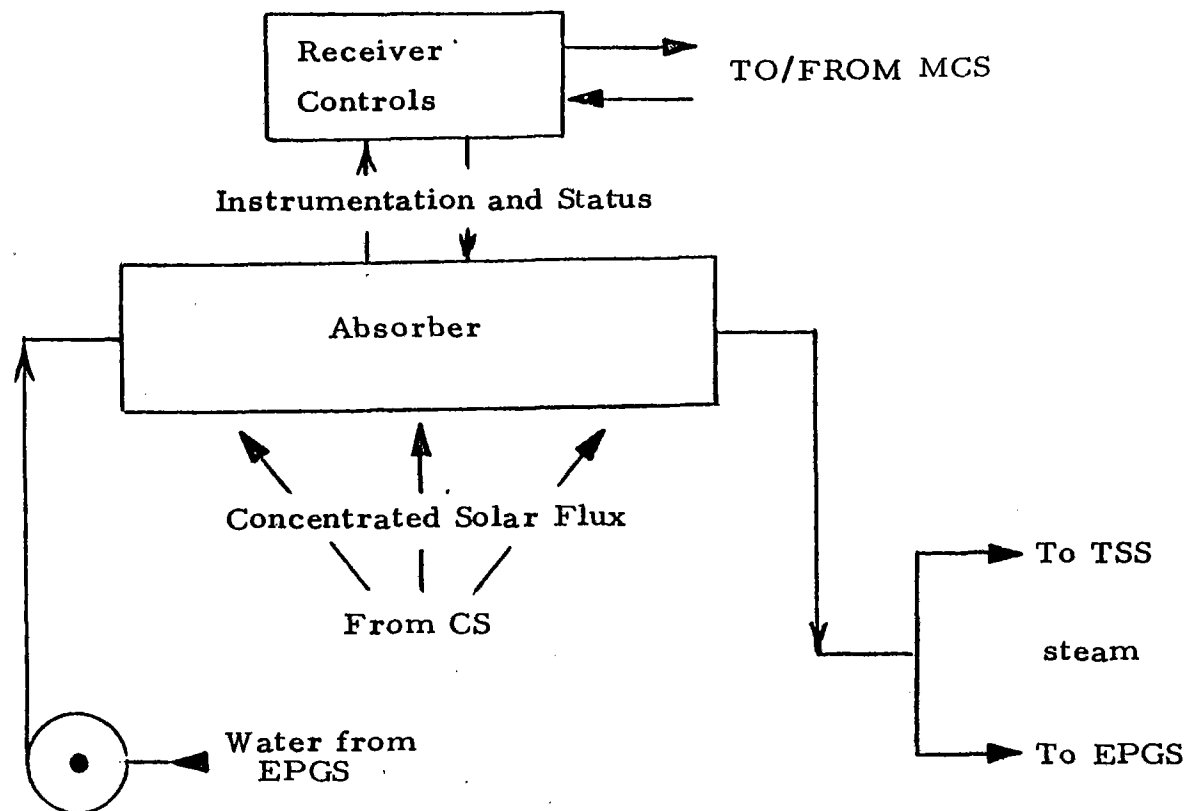 Receiver
Controls
TO/FROM MCS
Instrumentation and Status
Absorber
Concentrated Solar Flux
From CS
To TSS
steam
To EPGS
Water from
EPGS